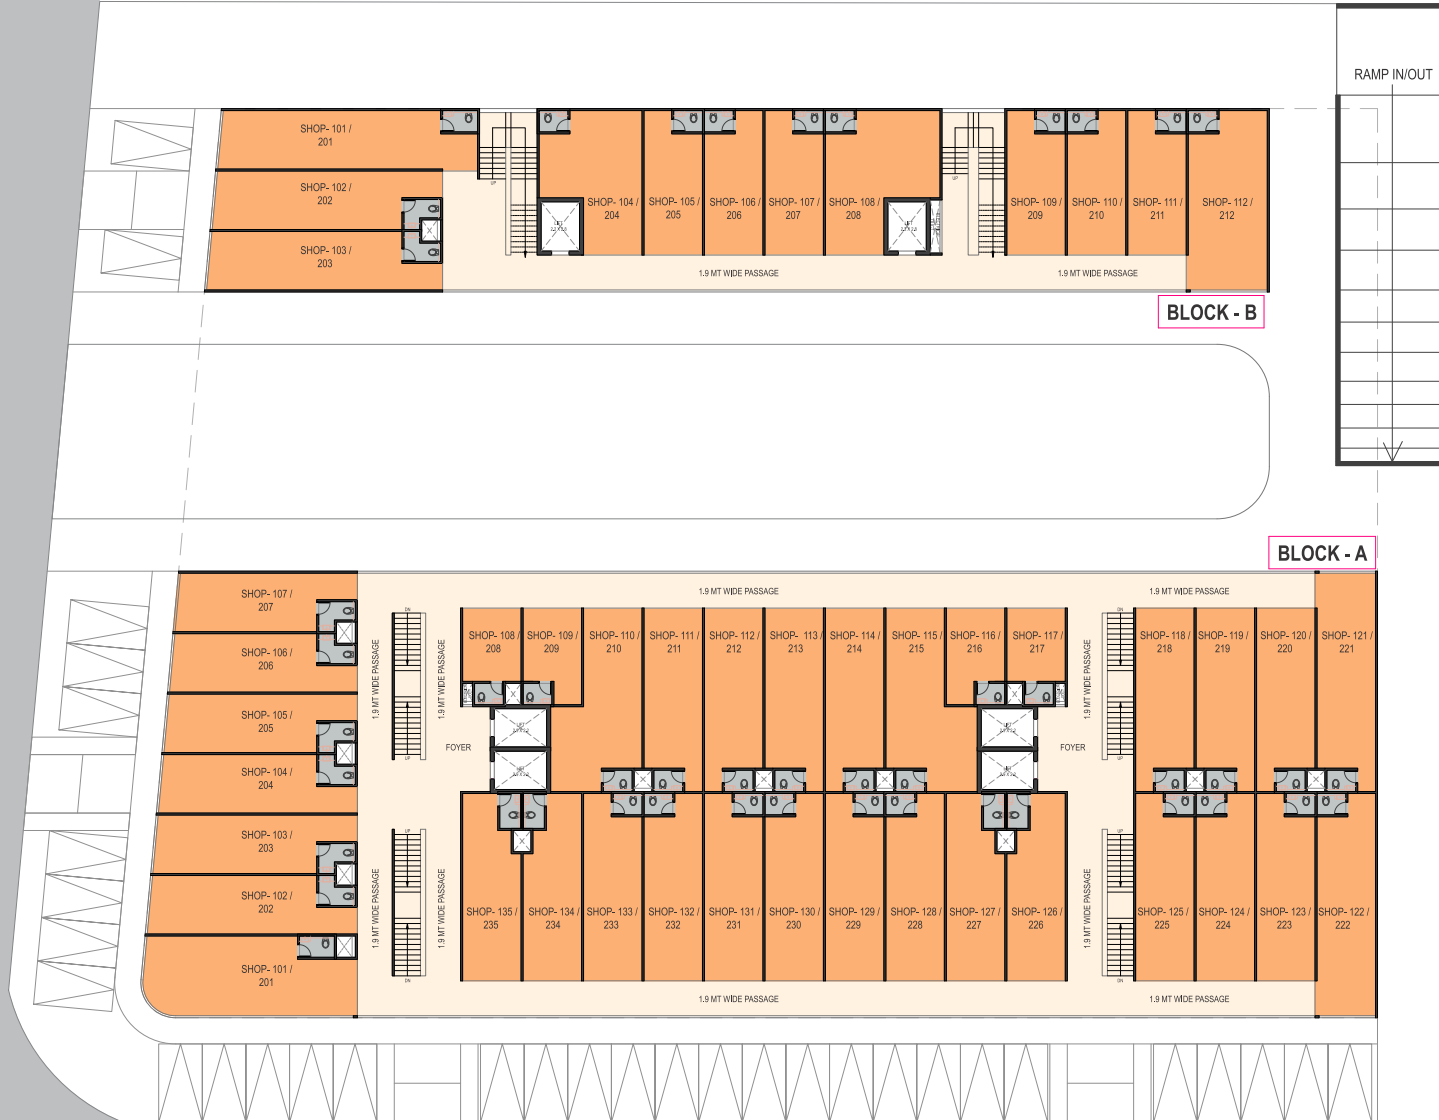 RAMP IN/OUT
SHOP- 101 /
201
SHOP- 102 /
202
SHOP- 103 /
203
UP
SHOP- 104 /
204
SHOP- 105 /
205
SHOP- 106 /
206
SHOP- 107 /
207
SHOP- 108 /
208
UP
SHOP- 109 /
209
SHOP- 110 /
210
SHOP- 111 /
211
SHOP- 112 /
212
1.9 MT WIDE PASSAGE
1.9 MT WIDE PASSAGE
BLOCK - B
BLOCK - A
1.9 MT WIDE PASSAGE
1.9 MT WIDE PASSAGE
SHOP- 107 /
207
SHOP- 106 /
206
SHOP- 105 /
205
SHOP- 104 /
204
SHOP- 103 /
203
SHOP- 102 /
202
SHOP- 101 /
201
1.9 MT WIDE PASSAGE
1.9 MT WIDE PASSAGE
1.9 MT WIDE PASSAGE
1.9 MT WIDE PASSAGE
DN
UP
UP
DN
FOYER
SHOP- 108 /
208
SHOP- 109 /
209
SHOP- 110 /
210
SHOP- 111 /
211
SHOP- 112 /
212
SHOP- 113 /
213
SHOP- 114 /
214
SHOP- 115 /
215
SHOP- 116 /
216
SHOP- 117 /
217
FOYER
1.9 MT WIDE PASSAGE
1.9 MT WIDE PASSAGE
DN
UP
UP
DN
SHOP- 118 /
218
SHOP- 119 /
219
SHOP- 120 /
220
SHOP- 121 /
221
SHOP- 135 /
235
SHOP- 134 /
234
SHOP- 133 /
233
SHOP- 132 /
232
SHOP- 131 /
231
SHOP- 130 /
230
SHOP- 129 /
229
SHOP- 128 /
228
SHOP- 127 /
227
SHOP- 126 /
226
SHOP- 125 /
225
SHOP- 124 /
224
SHOP- 123 /
223
SHOP- 122 /
222
1.9 MT WIDE PASSAGE
1.9 MT WIDE PASSAGE